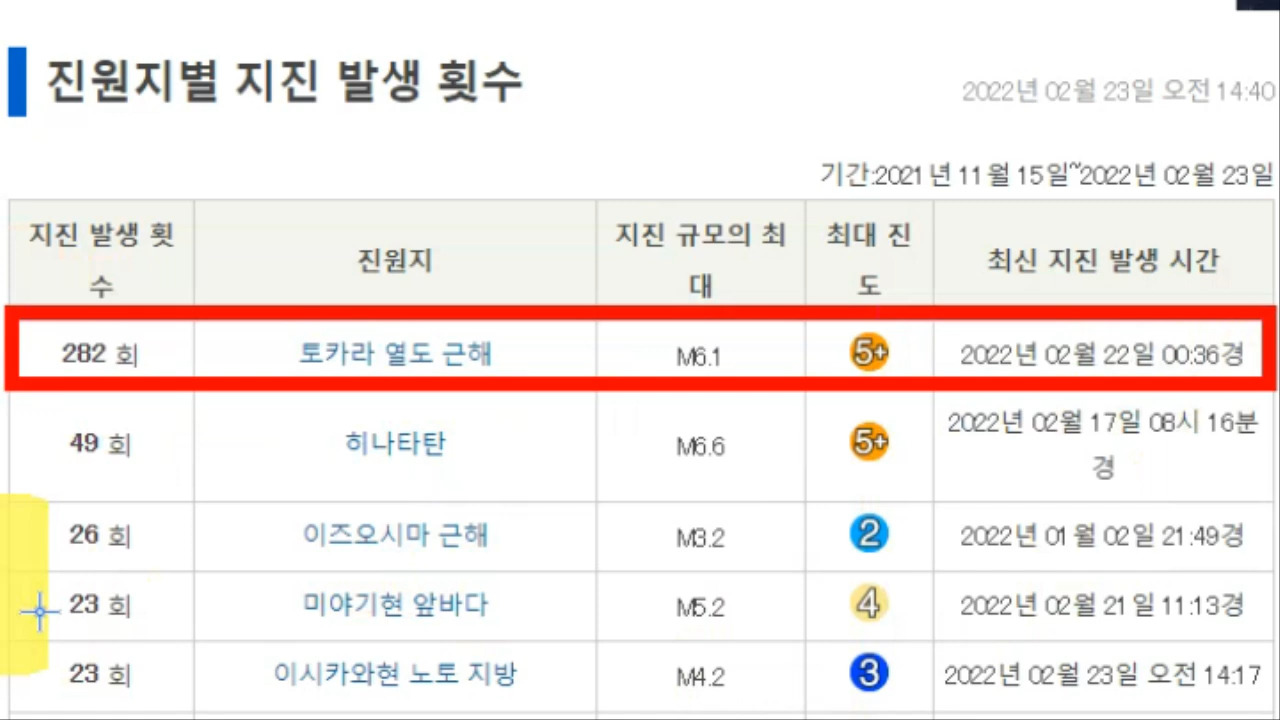 진원지별 지진 발생 횟수
2022년 02월 23일 오전 14:40
기간:2021년 11월 15일~2022년 02월 23일
지진 발생 횟수 진원지 지진 규모의 최대 최대 진도 최신 지진 발생 시간
282 회 토카라 열도 근해 M6.1 5+ 2022년 02월 22일 00:36경
49 회 히나타탄 M6.6 5+ 2022년 02월 17일 08시 16분경
26 회 이즈오시마 근해 M3.2 2 2022년 01월 02일 21:49경
23 회 미야기현 앞바다 M5.2 4 2022년 02월 21일 11:13경
23 회 이시카와현 노토 지방 M4.2 3 2022년 02월 23일 오전 14:17